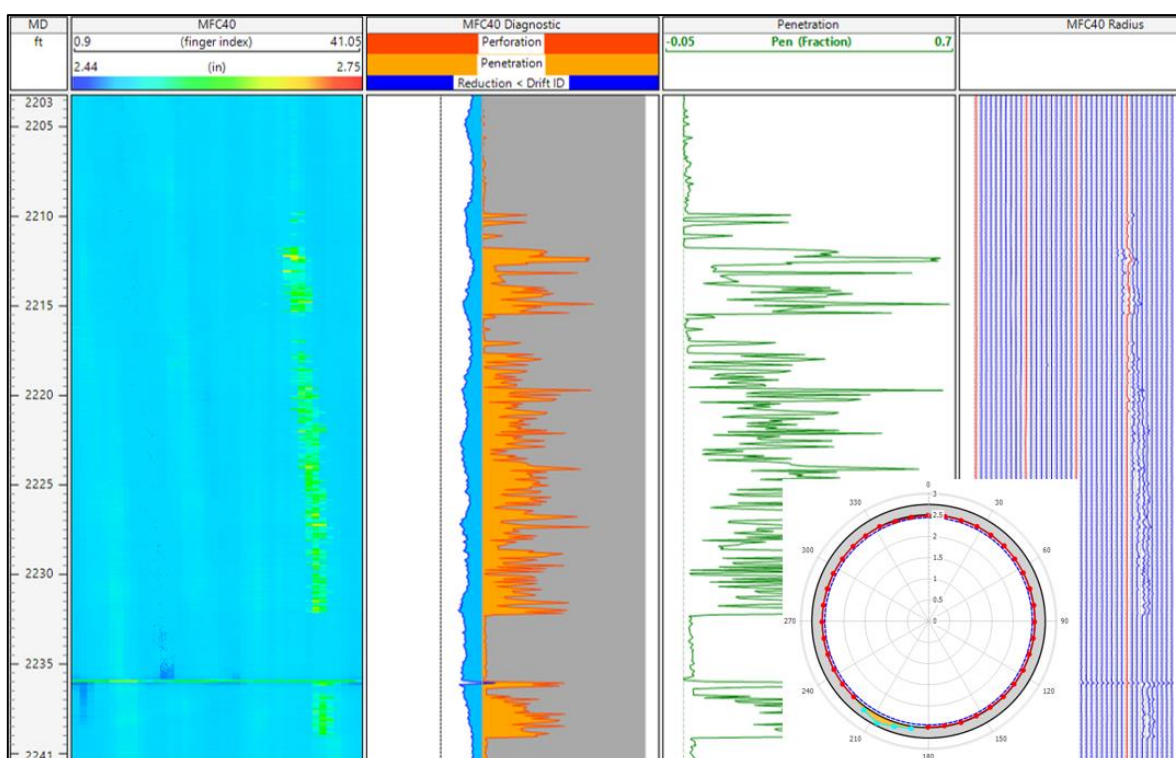 MD
ft
MFC40
0.9 (finger index) 41.05
2.44 (in) 2.75
MFC40 Diagnostic
Perforation
Penetration
Reduction < Drift ID
Penetration
-0.05 Pen (Fraction) 0.7
MFC40 Radius
2203
2205
2210
2215
2220
2225
2230
2235
2241
0
30
60
90
120
150
180
210
240
270
300
330
3
2.5
2
1.5
1
0.5
0